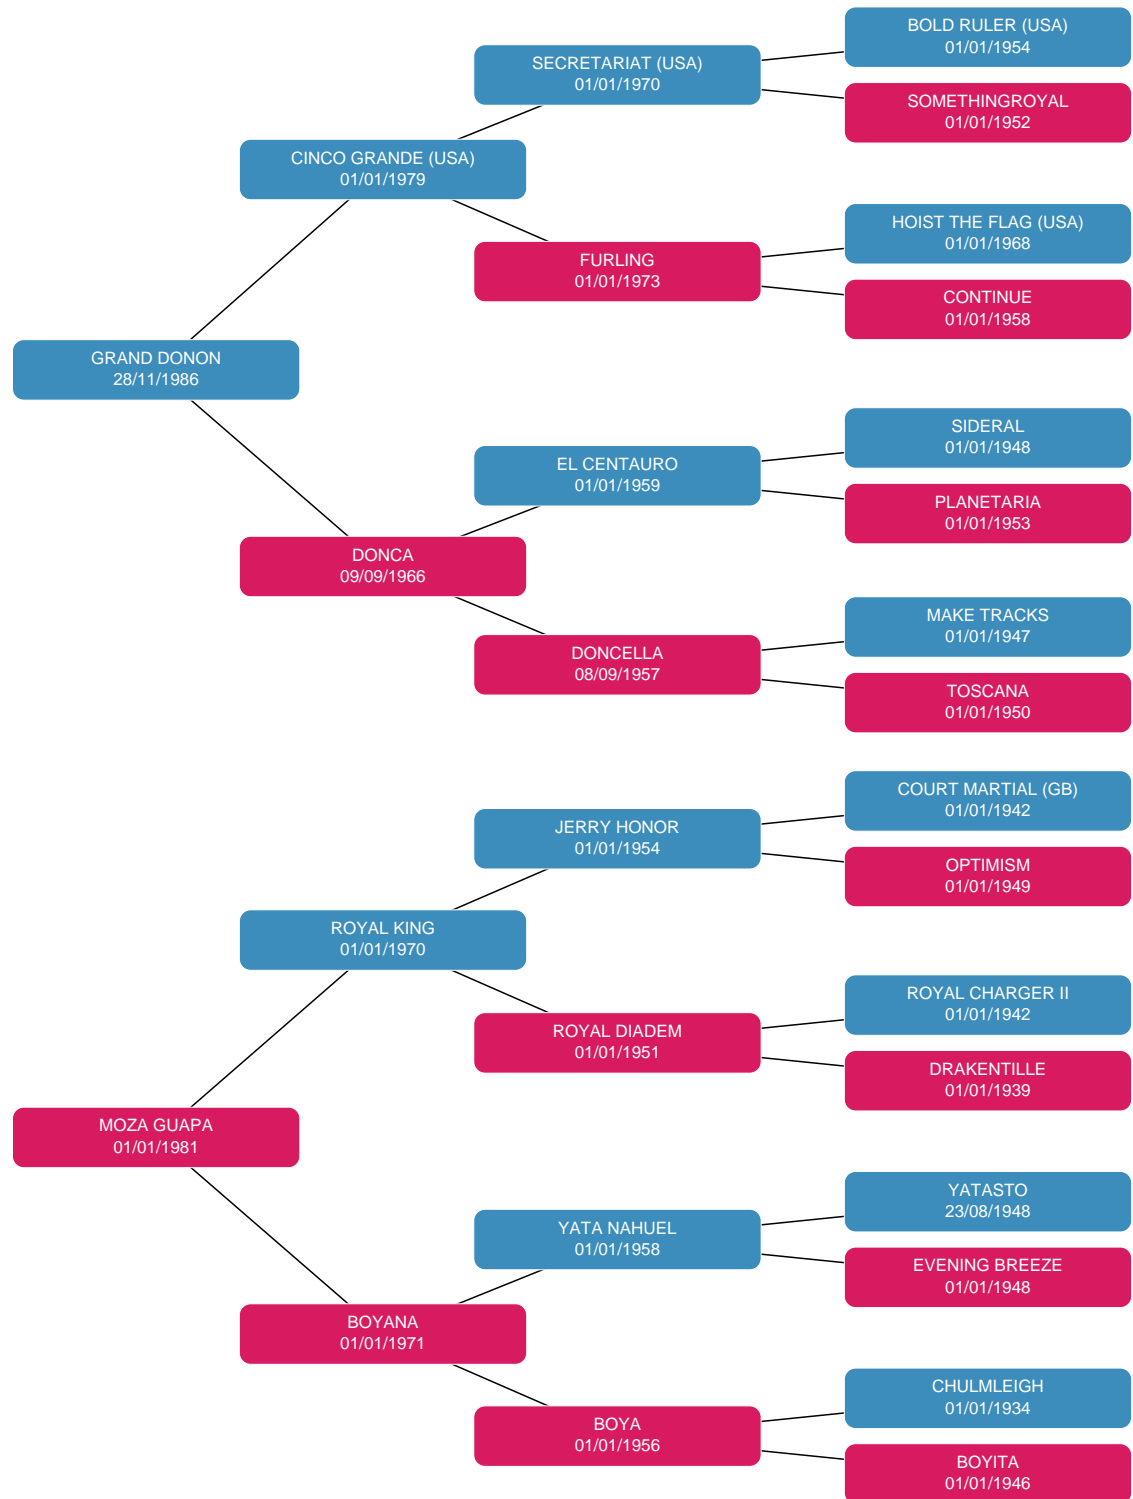 BOLD RULER (USA)
01/01/1954
SECRETARIAT (USA)
01/01/1970
SOMETHINGROYAL
01/01/1952
CINCO GRANDE (USA)
01/01/1979
HOIST THE FLAG (USA)
01/01/1968
FURLING
01/01/1973
CONTINUE
01/01/1958
GRAND DONON
28/11/1986
SIDERAL
01/01/1948
EL CENTAURO
01/01/1959
PLANETARIA
01/01/1953
DONCA
09/09/1966
MAKE TRACKS
01/01/1947
DONCELLA
08/09/1957
TOSCANA
01/01/1950
COURT MARTIAL (GB)
01/01/1942
JERRY HONOR
01/01/1954
OPTIMISM
01/01/1949
ROYAL KING
01/01/1970
ROYAL CHARGER II
01/01/1942
ROYAL DIADEM
01/01/1951
DRAKENTILLE
01/01/1939
MOZA GUAPA
01/01/1981
YATASTO
23/08/1948
YATA NAHUEL
01/01/1958
EVENING BREEZE
01/01/1948
BOYANA
01/01/1971
CHULMLEIGH
01/01/1934
BOYA
01/01/1956
BOYITA
01/01/1946